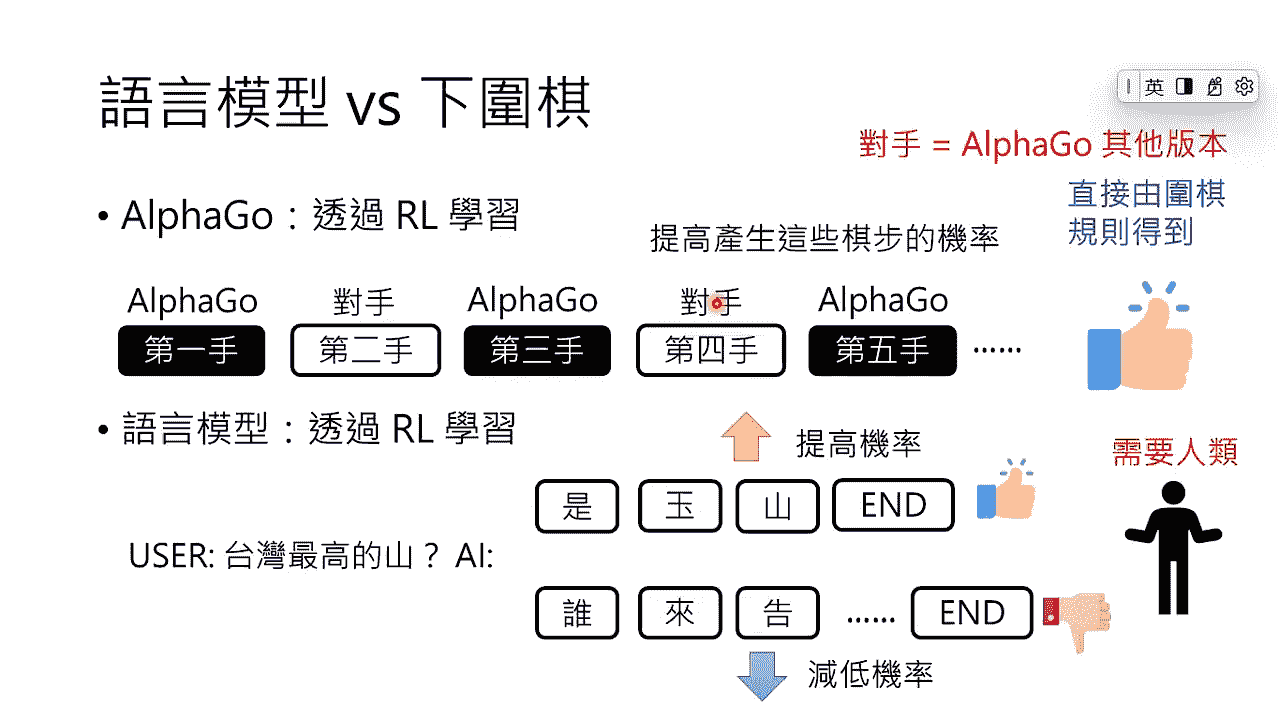 語言模型 vs 下圍棋
英
對手 = AlphaGo 其他版本
直接由圍棋
規則得到
• AlphaGo：透過 RL 學習
提高產生這些棋步的機率
AlphaGo 對手 AlphaGo 對手 AlphaGo
第一手 第二手 第三手 第四手 第五手 ……
• 語言模型：透過 RL 學習
提高機率
需要人類
是 玉 山 END
USER: 台灣最高的山？ AI:
誰 來 告 …… END
減低機率